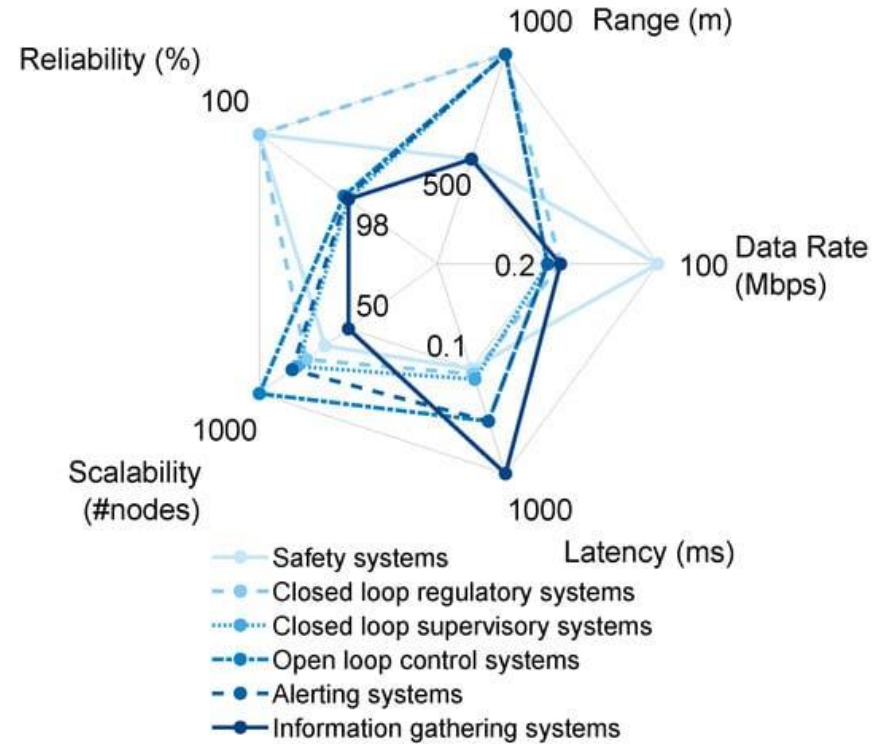 1000 Range (m)
Reliability (%)
100
500
98
0.2
100 Data Rate
(Mbps)
50
0.1
1000
Scalability
(#nodes)
1000
Latency (ms)
Safety systems
Closed loop regulatory systems
Closed loop supervisory systems
Open loop control systems
Alerting systems
Information gathering systems